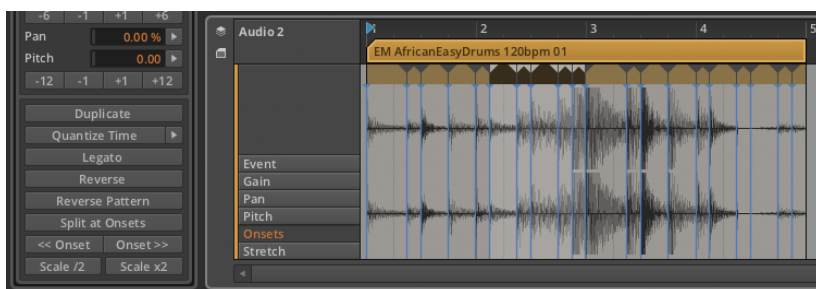 -6 -1 +1 +6
Pan 0.00 %
Pitch 0.00
-12 -1 +1 +12
Duplicate
Quantize Time
Legato
Reverse
Reverse Pattern
Split at Onsets
<< Onset Onset >>
Scale /2 Scale x2
Audio 2
2 3 4 5
EM AfricanEasyDrums 120bpm 01
Event
Gain
Pan
Pitch
Onsets
Stretch